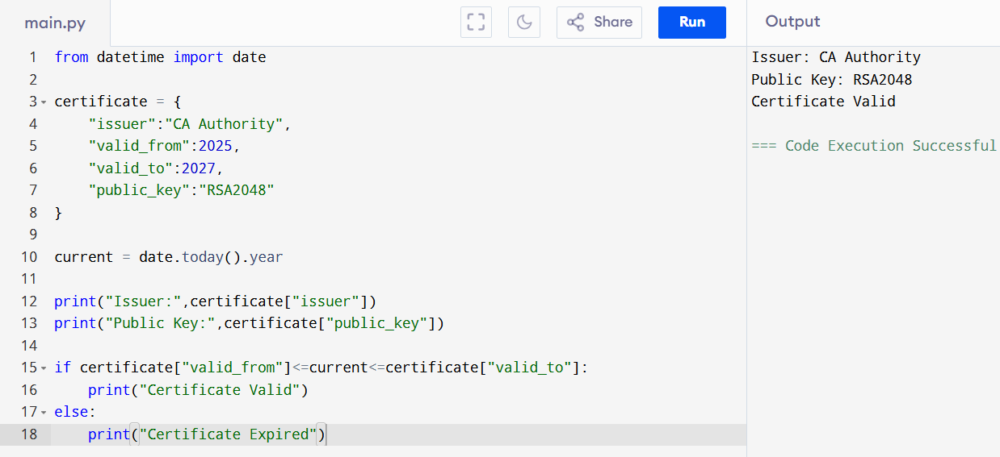 main.py
Share
Run
Output
1 from datetime import date
2
3 certificate = {
4     "issuer":"CA Authority",
5     "valid_from":2025,
6     "valid_to":2027,
7     "public_key":"RSA2048"
8 }
9
10 current = date.today().year
11
12 print("Issuer:",certificate["issuer"])
13 print("Public Key:",certificate["public_key"])
14
15 if certificate["valid_from"]<=current<=certificate["valid_to"]:
16     print("Certificate Valid")
17 else:
18     print("Certificate Expired")
Issuer: CA Authority
Public Key: RSA2048
Certificate Valid
=== Code Execution Successful